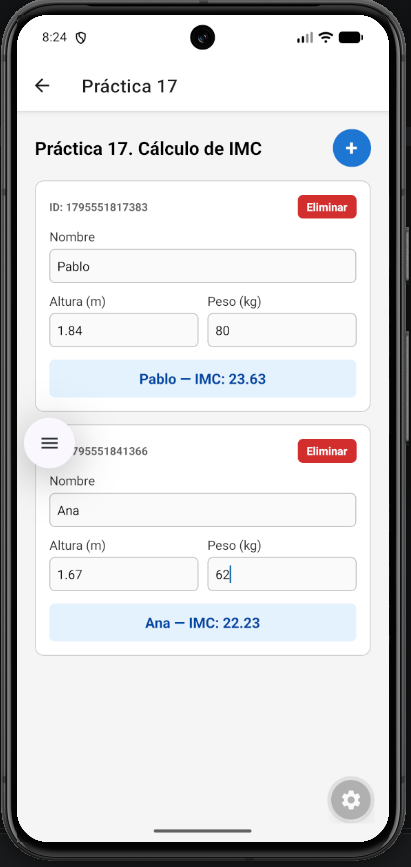 8:24
Práctica 17
Práctica 17. Cálculo de IMC
+
ID: 1795551817383
Eliminar
Nombre
Pablo
Altura (m) Peso (kg)
1.84 80
Pablo — IMC: 23.63
795551841366
Eliminar
Nombre
Ana
Altura (m) Peso (kg)
1.67 62
Ana — IMC: 22.23